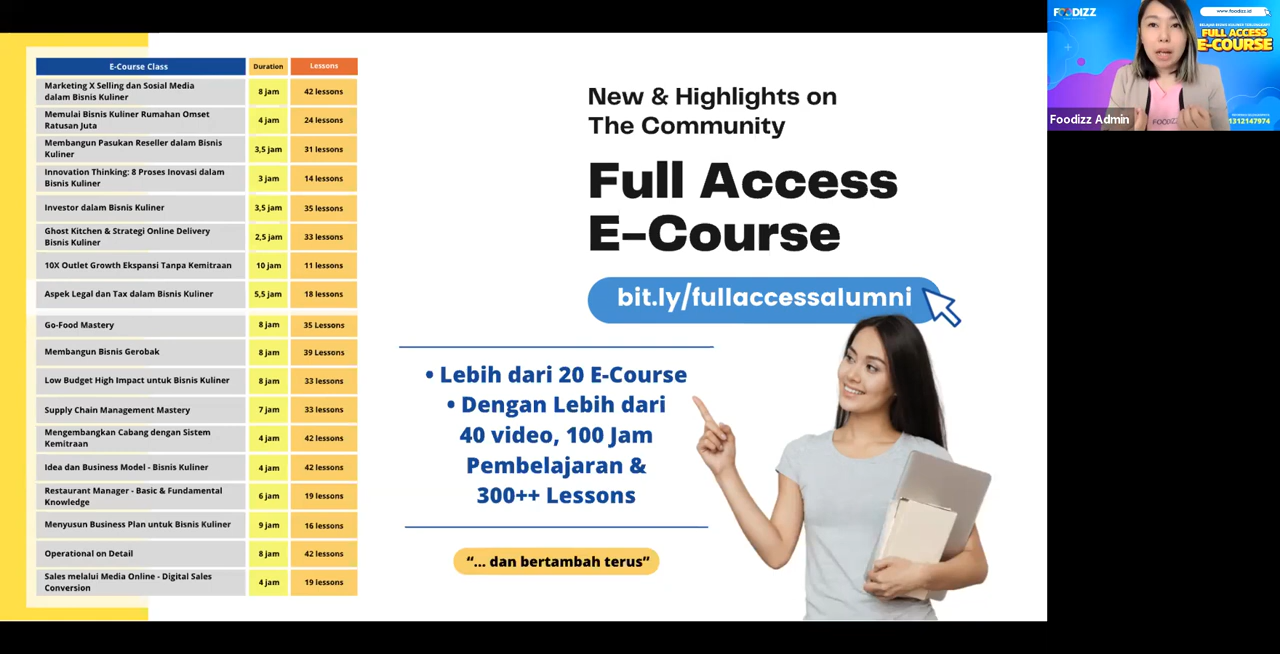 E-Course Class
Duration
Lessons
Marketing X Selling dan Sosial Media
dalam Bisnis Kuliner
8 jam
42 lessons
Memulai Bisnis Kuliner Rumahan Omset
Ratusan Juta
4 jam
24 lessons
Membangun Pasukan Reseller dalam Bisnis
Kuliner
3,5 jam
31 lessons
Innovation Thinking: 8 Proses Inovasi dalam
Bisnis Kuliner
3 jam
14 lessons
Investor dalam Bisnis Kuliner
3,5 jam
35 lessons
Ghost Kitchen & Strategi Online Delivery
Bisnis Kuliner
2,5 jam
33 lessons
10X Outlet Growth Ekspansi Tanpa Kemitraan
10 jam
11 lessons
Aspek Legal dan Tax dalam Bisnis Kuliner
5,5 jam
18 lessons
Go-Food Mastery
8 jam
35 Lessons
Membangun Bisnis Gerobak
8 jam
39 Lessons
Low Budget High Impact untuk Bisnis Kuliner
8 jam
33 lessons
Supply Chain Management Mastery
7 jam
33 lessons
Mengembangkan Cabang dengan Sistem
Kemitraan
4 jam
42 lessons
Idea dan Business Model - Bisnis Kuliner
4 jam
42 lessons
Restaurant Manager - Basic & Fundamental
Knowledge
6 jam
19 lessons
Menyusun Business Plan untuk Bisnis Kuliner
9 jam
16 lessons
Operational on Detail
8 jam
42 lessons
Sales melalui Media Online - Digital Sales
Conversion
4 jam
19 lessons
New & Highlights on
The Community
Full Access
E-Course
bit.ly/fullaccessalumni
• Lebih dari 20 E-Course
• Dengan Lebih dari
40 video, 100 Jam
Pembelajaran &
300++ Lessons
“... dan bertambah terus”
FOODIZZ
www.foodizz.id
FULL ACCESS
E-COURSE
FOODIZZ
1312147974
Foodizz Admin